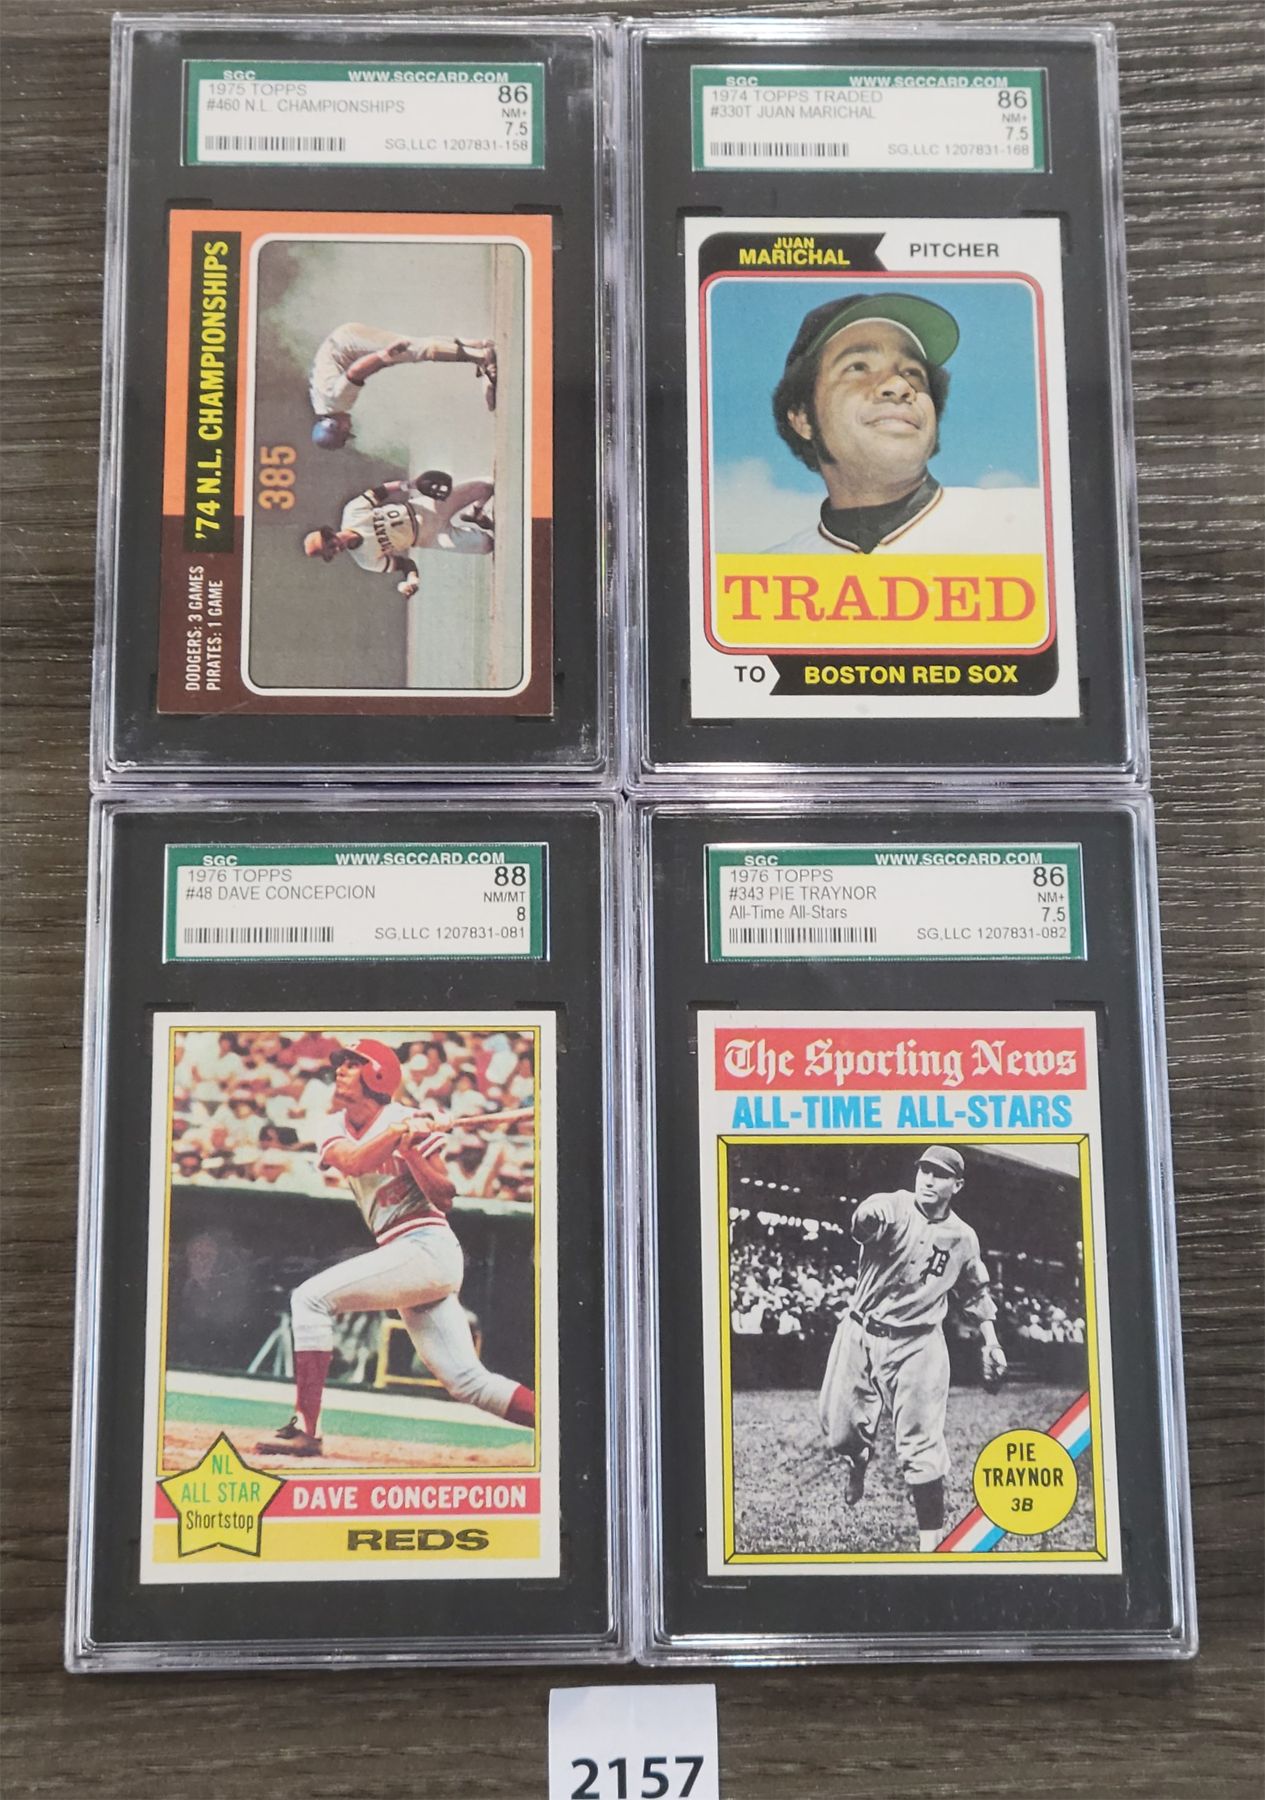 SGC WWW.SGCCARD.COM
1975 TOPPS 86
#460 N.L. CHAMPIONSHIPS NM+
7.5
SG,LLC 1207831-158
'74 N.L. CHAMPIONSHIPS
DODGERS: 3 GAMES
PIRATES: 1 GAME
385
PIRATES
10
SGC WWW.SGCCARD.COM
1974 TOPPS TRADED 86
#330T JUAN MARICHAL NM+
7.5
SG,LLC 1207831-168
JUAN
MARICHAL PITCHER
TRADED
TO BOSTON RED SOX
SGC WWW.SGCCARD.COM
1976 TOPPS 88
#48 DAVE CONCEPCION NM/MT
8
SG,LLC 1207831-081
NL
ALL STAR
Shortstop
DAVE CONCEPCION
REDS
SGC WWW.SGCCARD.COM
1976 TOPPS 86
#343 PIE TRAYNOR NM+
All-Time All-Stars 7.5
SG,LLC 1207831-082
The Sporting News
ALL-TIME ALL-STARS
PIE
TRAYNOR
3B
2157